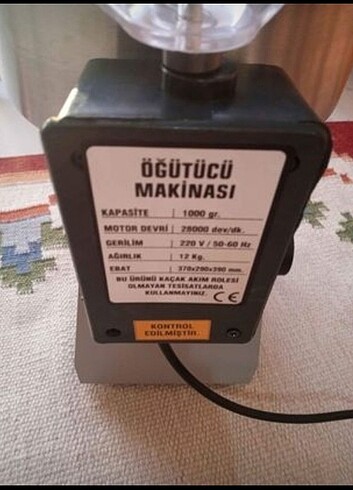 ÖĞÜTÜCÜ
MAKİNASI
KAPASİTE | 1000 gr.
MOTOR DEVRİ | 28000 dev/dk.
GERİLİM | 220 V / 50-60 Hz
AĞIRLIK | 12 Kg.
EBAT | 370x290x390 mm.
BU ÜRÜNÜ KAÇAK AKIM ROLESİ
OLMAYAN TESİSATLARDA
KULLANMAYINIZ.
CE
KONTROL
EDİLMİŞTİR.